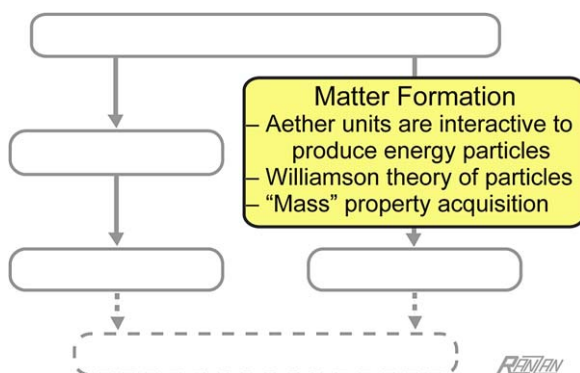 Matter Formation
– Aether units are interactive to
produce energy particles
– Williamson theory of particles
– “Mass” property acquisition
RANTAN